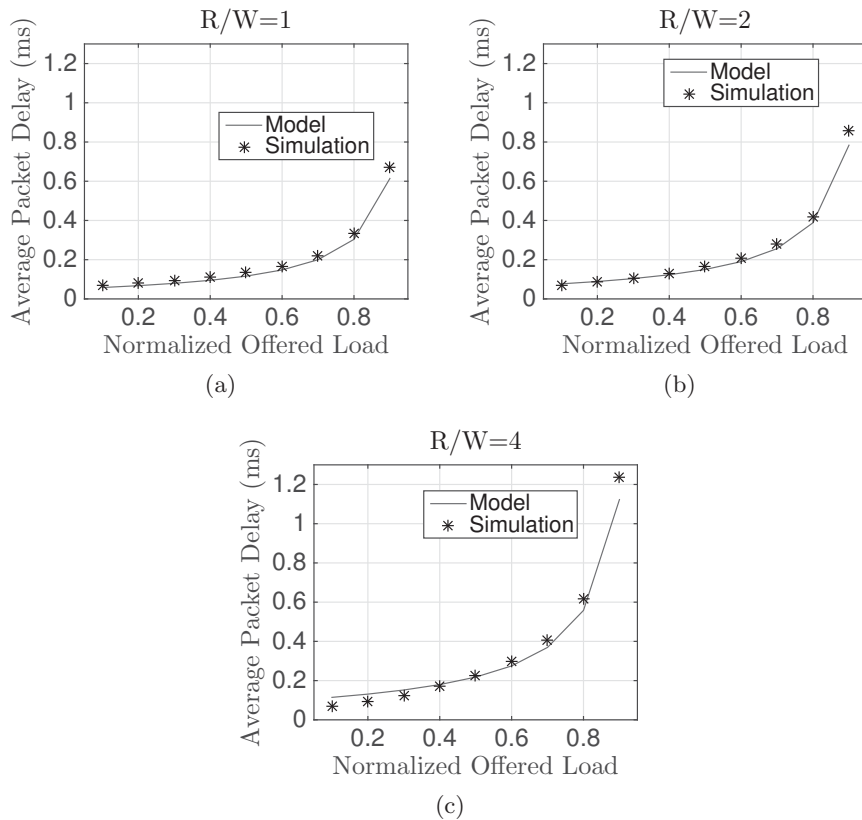 R/W=1
Average Packet Delay (ms)
1.2
1
0.8
0.6
0.4
0.2
0
Model
Simulation
0.2 0.4 0.6 0.8
Normalized Offered Load
(a)
R/W=2
Average Packet Delay (ms)
1.2
1
0.8
0.6
0.4
0.2
0
Model
Simulation
0.2 0.4 0.6 0.8
Normalized Offered Load
(b)
R/W=4
Average Packet Delay (ms)
1.2
1
0.8
0.6
0.4
0.2
0
Model
Simulation
0.2 0.4 0.6 0.8
Normalized Offered Load
(c)